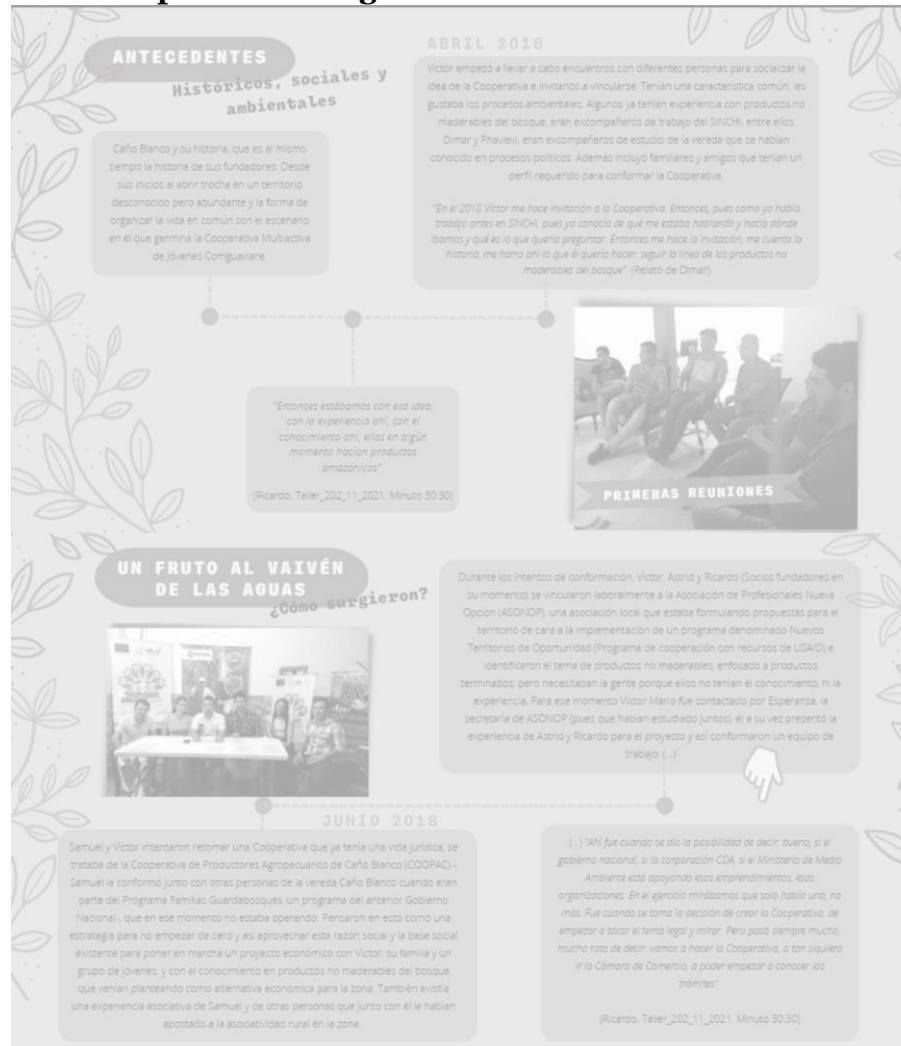 ANTECEDENTES
Históricos, sociales y
ambientales
Caño Blanco y su historia, que es al mismo
tiempo la historia de sus fundadores. Desde
sus inicios al abrir trocha en un territorio
desconocido pero abundante y la forma de
organizar la vida en común son el escenario
en el que germina la Cooperativa Multiactiva
de Jóvenes Comguaviare.
ABRIL 2018
Victor empezó a llevar a cabo encuentros con diferentes personas para socializar la
idea de la Cooperativa e invitarlos a vincularse. Tenían una característica común, les
gustaba los procesos ambientales. Algunos ya tenían experiencia con productos no
maderables del bosque, eran excompañeros de trabajo del SINCHI, entre ellos
Dimar y Phavlevi, eran excompañeros de estudio de la vereda que se habían
conocido en procesos políticos. Además incluyó familiares y amigos que tenían un
perfil requerido para conformar la Cooperativa.
"En el 2018 Victor me hace invitación a la Cooperativa. Entonces, pues como ya había
trabajo antes en SINCHI, pues ya conocía de qué me estaba hablando y hacia dónde
íbamos y qué es lo que quería preguntar. Entonces me hace la invitación, me cuenta la
historia, me narra ahí lo que él quería hacer: seguir la línea de los productos no
maderables del bosque" (Relato de Dimar)
"Entonces estábamos con esa idea,
con la experiencia ahí, con el
conocimiento ahí, ellos en algún
momento hacían productos
amazónicos"
(Ricardo. Taller_202_11_2021. Minuto 30:30)
PRIMERAS REUNIONES
UN FRUTO AL VAIVÉN
DE LAS AGUAS
¿Cómo surgieron?
Durante los intentos de conformación, Victor, Astrid y Ricardo (Socios fundadores en
su momento) se vincularon laboralmente a la Asociación de Profesionales Nueva
Opción (ASONOP), una asociación local que estaba formulando propuestas para el
territorio de cara a la implementación de un programa denominado Nuevos
Territorios de Oportunidad (Programa de cooperación con recursos de USAID) e
identificaron el tema de productos no maderables, enfocado a productos
terminados, pero necesitaban la gente porque ellos no tenían el conocimiento, ni la
experiencia. Para ese momento Victor Mario fue contactado por Esperanza, la
secretaria de ASONOP (pues que habían estudiado juntos), él a su vez presentó la
experiencia de Astrid y Ricardo para el proyecto y así conformaron un equipo de
trabajo. (...)
JUNIO 2018
Samuel y Victor intentaron retomar una Cooperativa que ya tenía una vida jurídica, se
trataba de la Cooperativa de Productores Agropecuarios de Caño Blanco (COOPAC) -
Samuel la conformó junto con otras personas de la vereda Caño Blanco cuando eran
parte del Programa Familias Guardabosques, un programa del anterior Gobierno
Nacional-, que en ese momento no estaba operando. Pensaron en esto como una
estrategia para no empezar de cero y así aprovechar esta razón social y la base social
existente para poner en marcha un proyecto económico con Victor, su familia y un
grupo de jóvenes, y con el conocimiento en productos no maderables del bosque
que venían planteando como alternativa económica para la zona. También existía
una experiencia asociativa de Samuel y de otras personas que junto con él le habían
apostado a la asociatividad rural en la zona.
(...) "Ahí fue cuando se dio la posibilidad de decir: bueno, si el
gobierno nacional, si la corporación CDA, si el Ministerio de Medio
Ambiente está apoyando esos emprendimientos, esas
organizaciones. En el ejercicio mirábamos que solo había una, no
más. Fue cuando se toma la decisión de crear la Cooperativa, de
empezar a tocar el tema legal y mirar. Pero pasó siempre mucho,
mucho rato de decir: vamos a hacer la Cooperativa, a tan siquiera
ir la Cámara de Comercio, a poder empezar a conocer los
trámites"
(Ricardo. Taller_202_11_2021. Minuto 30:30)